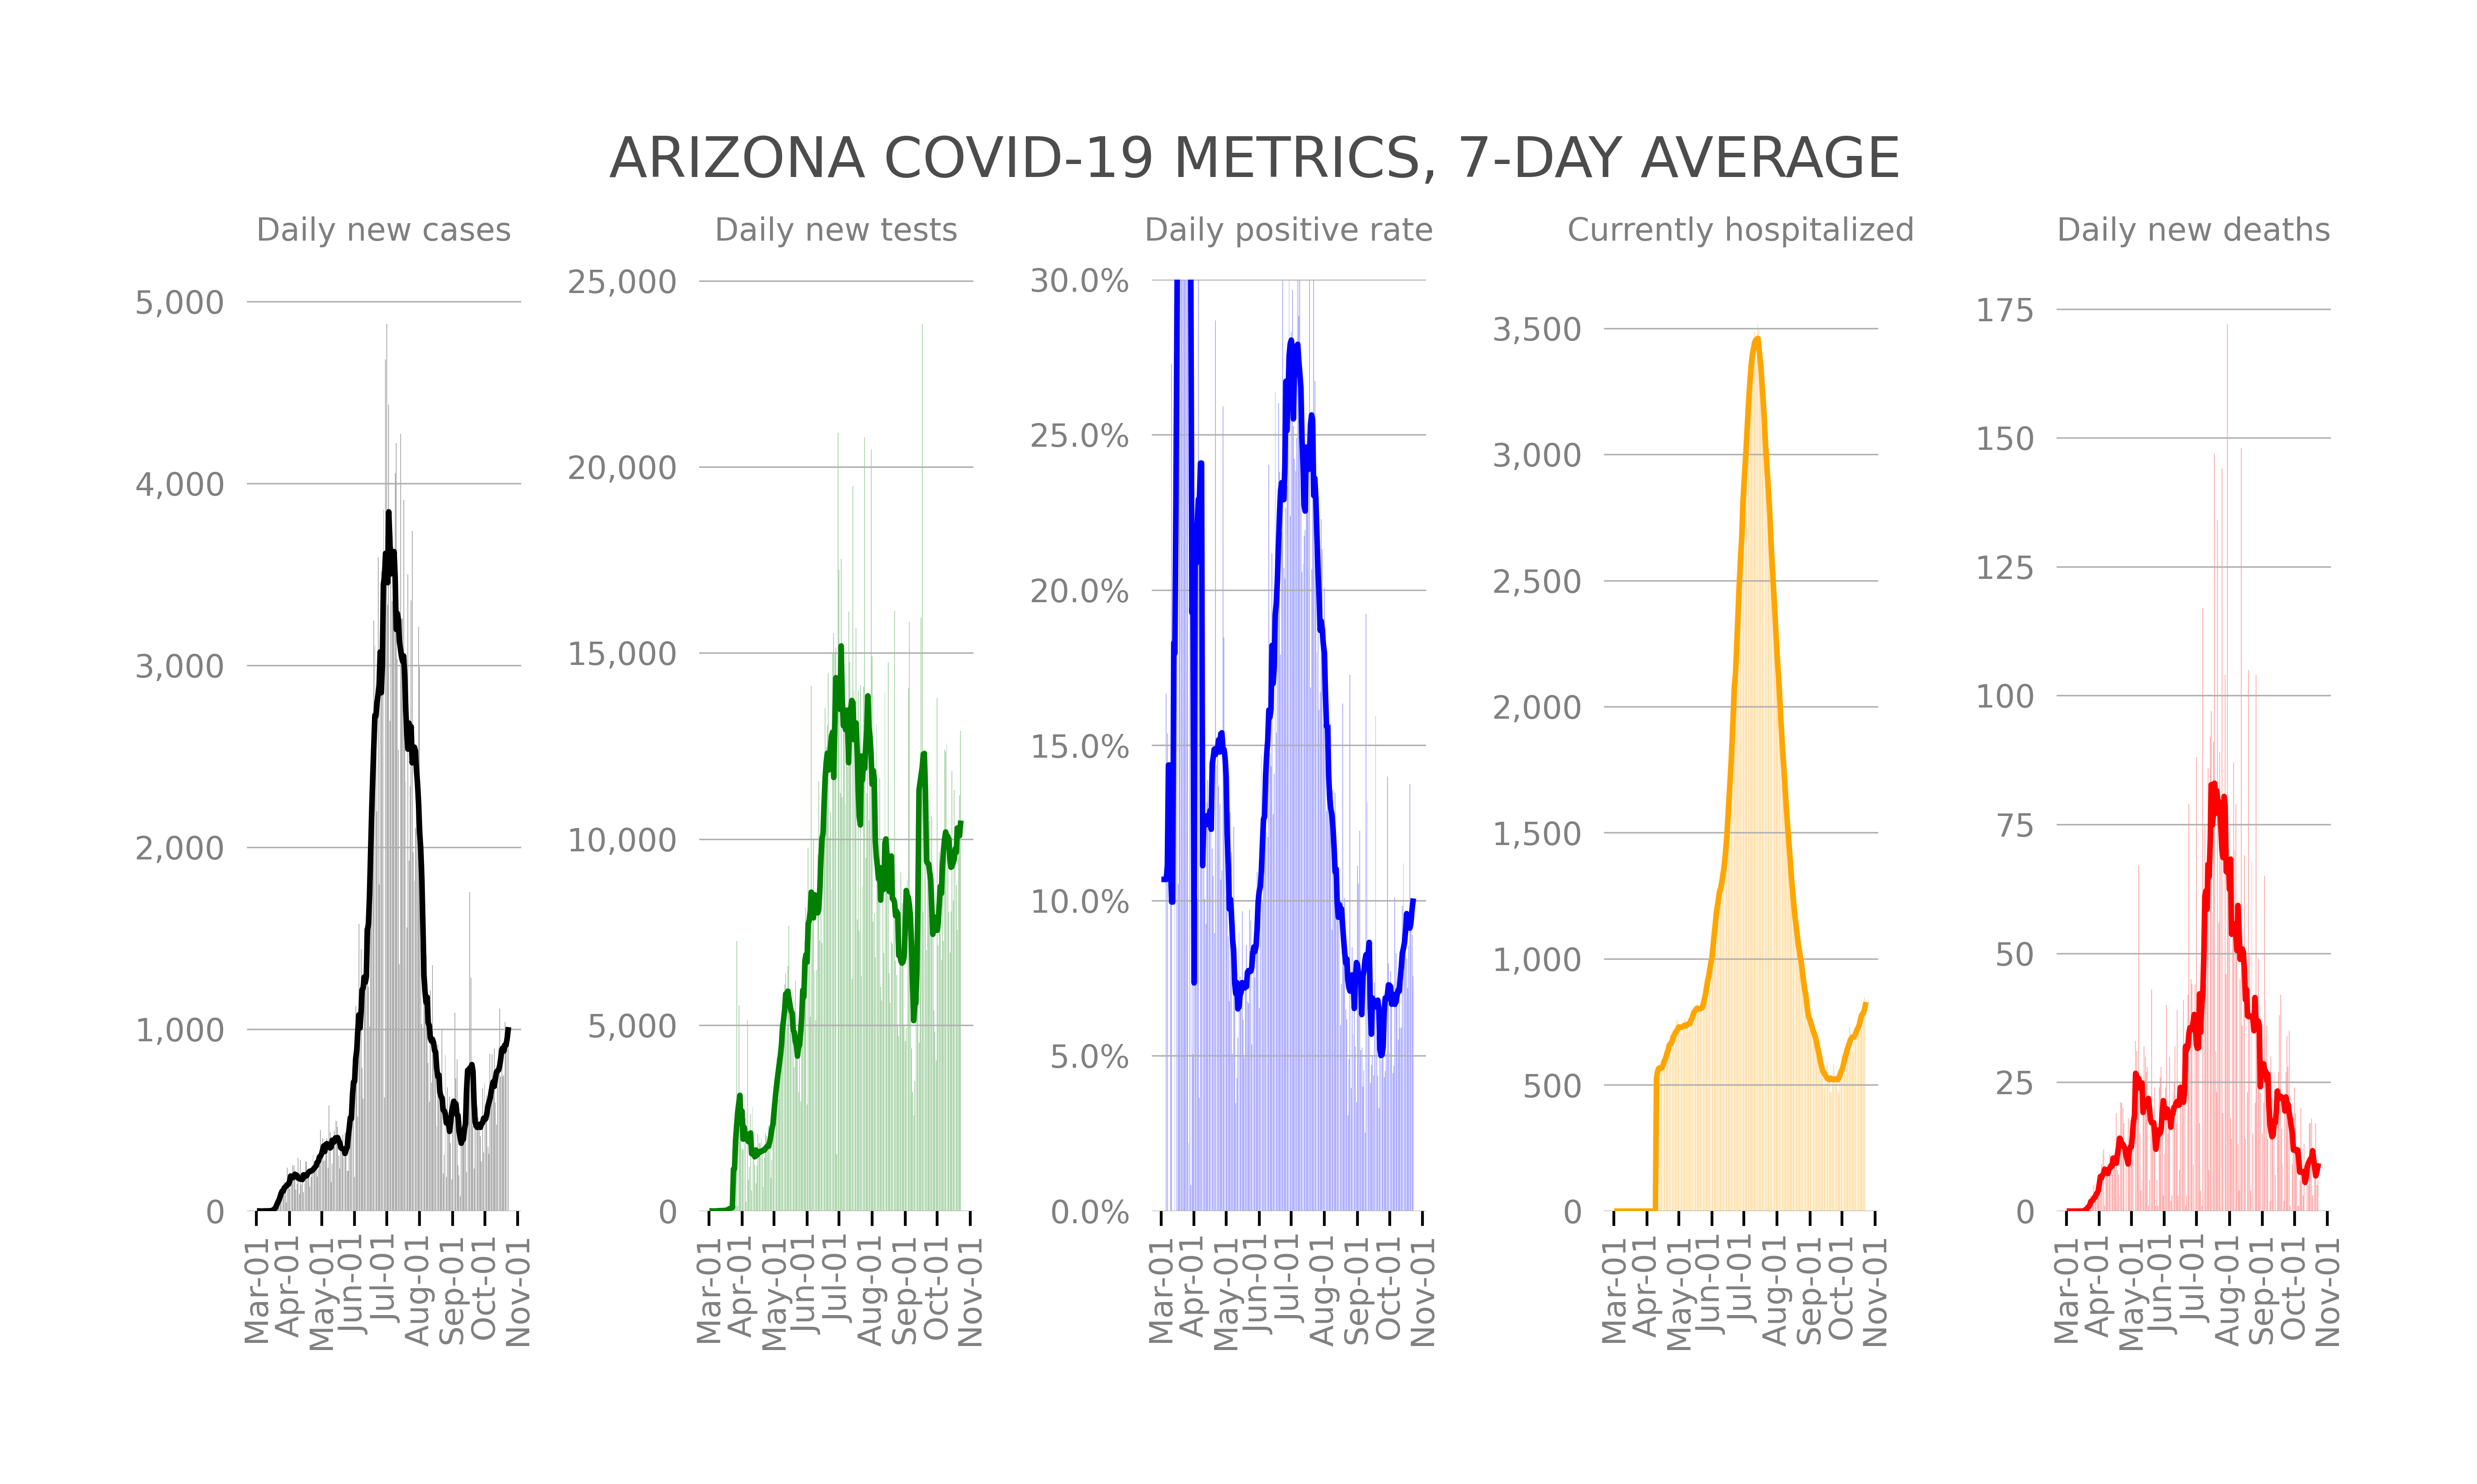 ARIZONA COVID-19 METRICS, 7-DAY AVERAGE
Daily new cases
5,000
4,000
3,000
2,000
1,000
0
Mar-01
Apr-01
May-01
Jun-01
Jul-01
Aug-01
Sep-01
Oct-01
Nov-01
Daily new tests
25,000
20,000
15,000
10,000
5,000
0
Mar-01
Apr-01
May-01
Jun-01
Jul-01
Aug-01
Sep-01
Oct-01
Nov-01
Daily positive rate
30.0%
25.0%
20.0%
15.0%
10.0%
5.0%
0.0%
Mar-01
Apr-01
May-01
Jun-01
Jul-01
Aug-01
Sep-01
Oct-01
Nov-01
Currently hospitalized
3,500
3,000
2,500
2,000
1,500
1,000
500
0
Mar-01
Apr-01
May-01
Jun-01
Jul-01
Aug-01
Sep-01
Oct-01
Nov-01
Daily new deaths
175
150
125
100
75
50
25
0
Mar-01
Apr-01
May-01
Jun-01
Jul-01
Aug-01
Sep-01
Oct-01
Nov-01